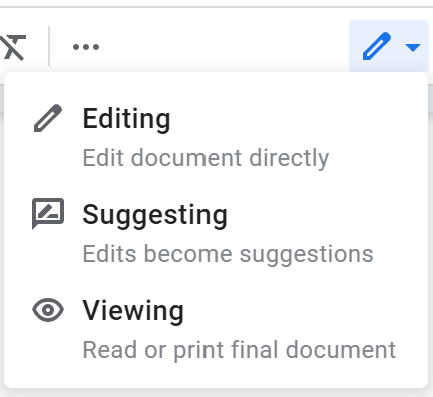 Editing
Edit document directly
Suggesting
Edits become suggestions
Viewing
Read or print final document